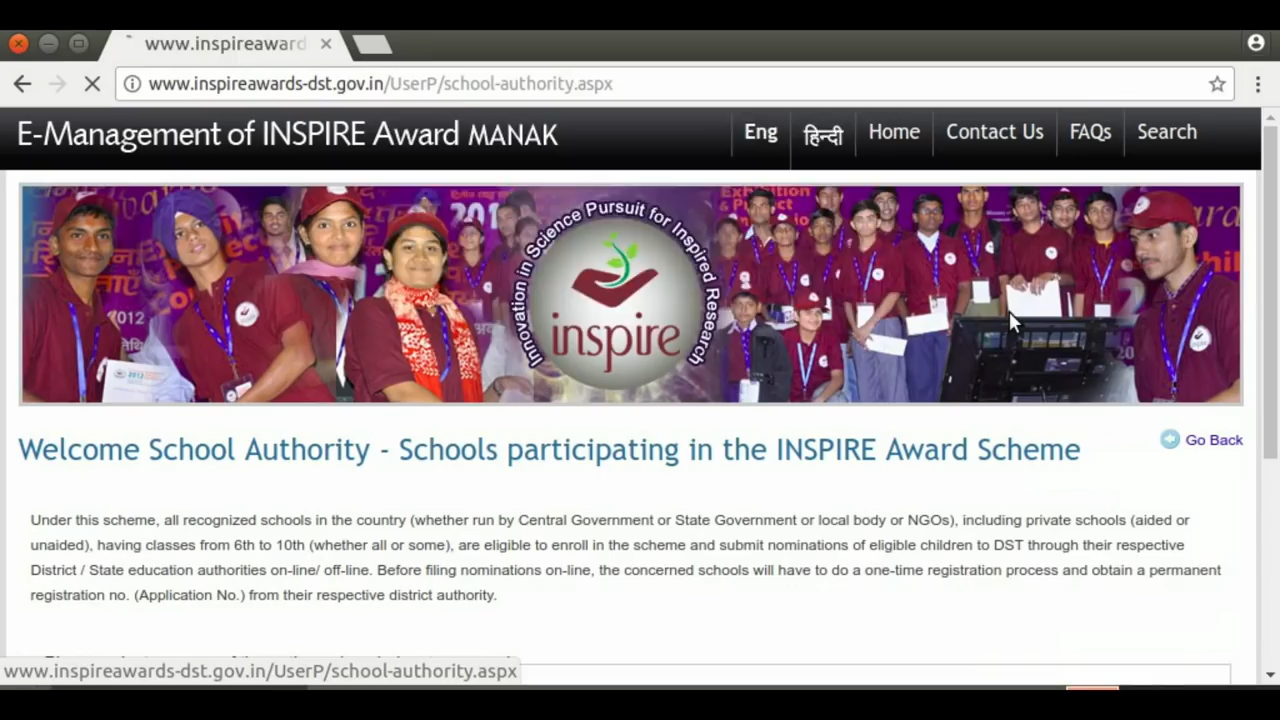 www.inspireaward
www.inspireawards-dst.gov.in/UserP/school-authority.aspx
E-Management of INSPIRE Award MANAK
Eng
हिन्दी
Home
Contact Us
FAQs
Search
Innovation in Science Pursuit for Inspired Research
inspire
2012
2012
Welcome School Authority - Schools participating in the INSPIRE Award Scheme
Go Back
Under this scheme, all recognized schools in the country (whether run by Central Government or State Government or local body or NGOs), including private schools (aided or
unaided), having classes from 6th to 10th (whether all or some), are eligible to enroll in the scheme and submit nominations of eligible children to DST through their respective
District / State education authorities on-line/ off-line. Before filing nominations on-line, the concerned schools will have to do a one-time registration process and obtain a permanent
registration no. (Application No.) from their respective district authority.
www.inspireawards-dst.gov.in/UserP/school-authority.aspx